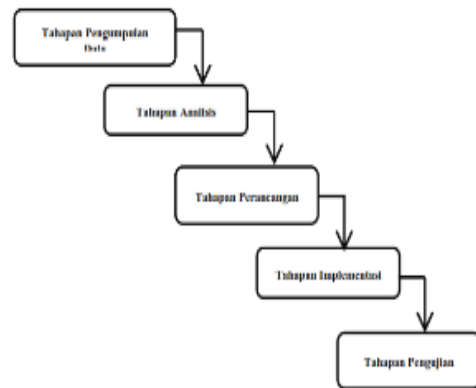 Tahapan Pengumpulan
Data
Tahapan Analisis
Tahapan Perancangan
Tahapan Implementasi
Tahapan Pengujian